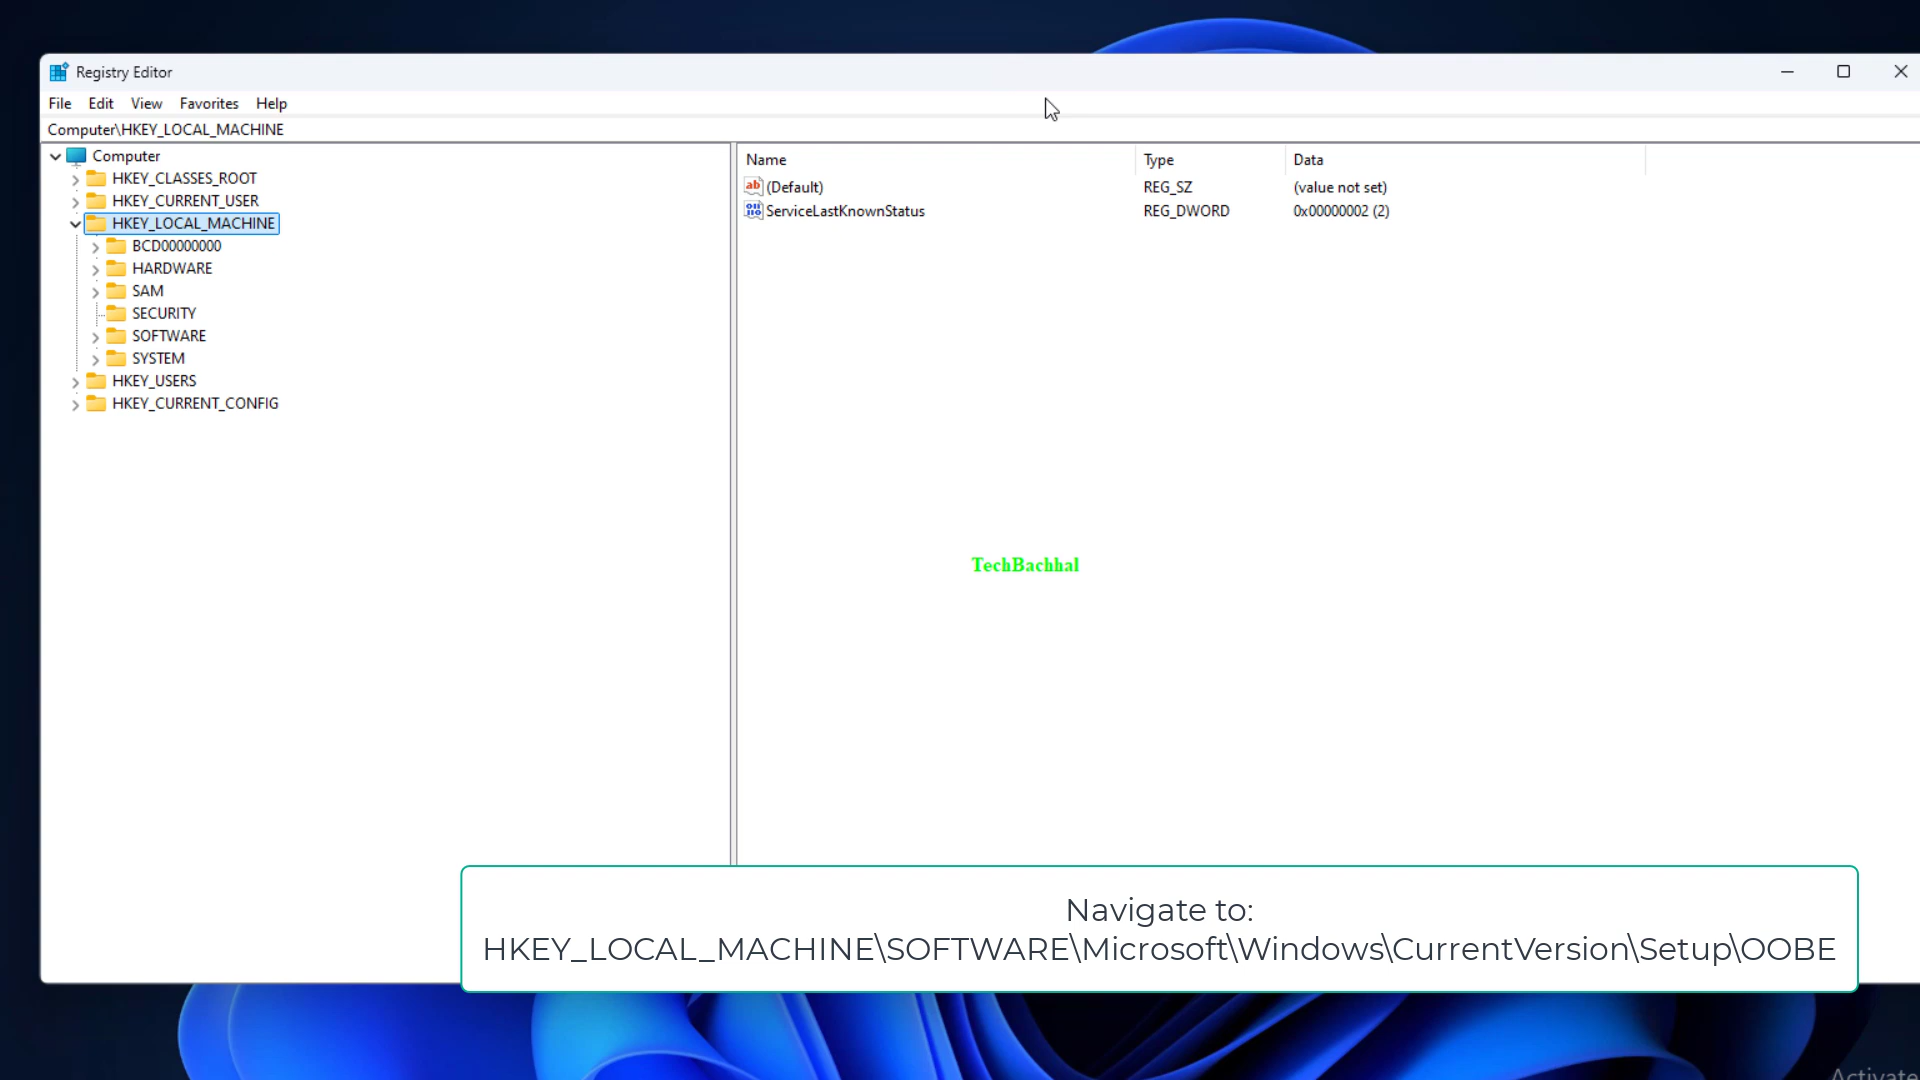 Registry Editor
File Edit View Favorites Help
Computer\HKEY_LOCAL_MACHINE
Computer
HKEY_CLASSES_ROOT
HKEY_CURRENT_USER
HKEY_LOCAL_MACHINE
BCD00000000
HARDWARE
SAM
SECURITY
SOFTWARE
SYSTEM
HKEY_USERS
HKEY_CURRENT_CONFIG
Name Type Data
(Default) REG_SZ (value not set)
ServiceLastKnownStatus REG_DWORD 0x00000002 (2)
TechBachhal
Navigate to:
HKEY_LOCAL_MACHINE\SOFTWARE\Microsoft\Windows\CurrentVersion\Setup\OOBE
Activate